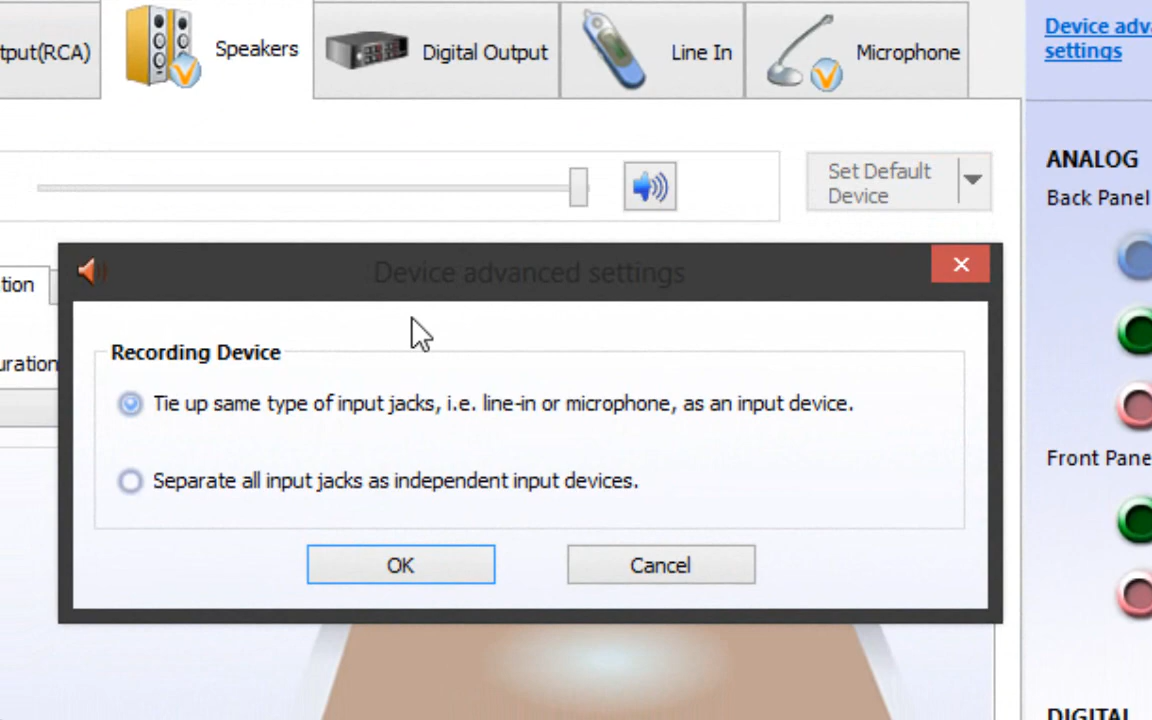 tput(RCA)
Speakers
Digital Output
Line In
Microphone
Device adv
settings
Set Default
Device
ANALOG
Back Panel
tion
Device advanced settings
Recording Device
uration
Tie up same type of input jacks, i.e. line-in or microphone, as an input device.
Separate all input jacks as independent input devices.
Front Pane
OK
Cancel
DIGITAL